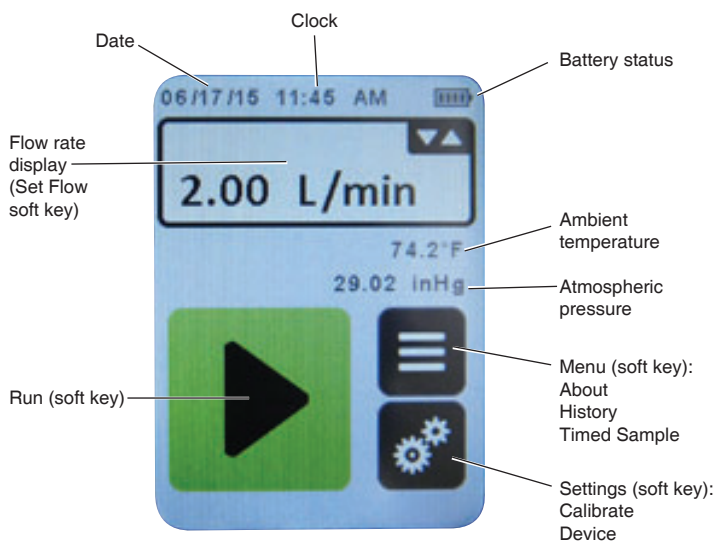 Clock
Date
Battery status
06/17/15 11:45 AM
Flow rate
display
(Set Flow
soft key)
2.00 L/min
Ambient
temperature
74.2°F
Atmospheric
pressure
29.02 inHg
Menu (soft key):
About
History
Timed Sample
Run (soft key)
Settings (soft key):
Calibrate
Device